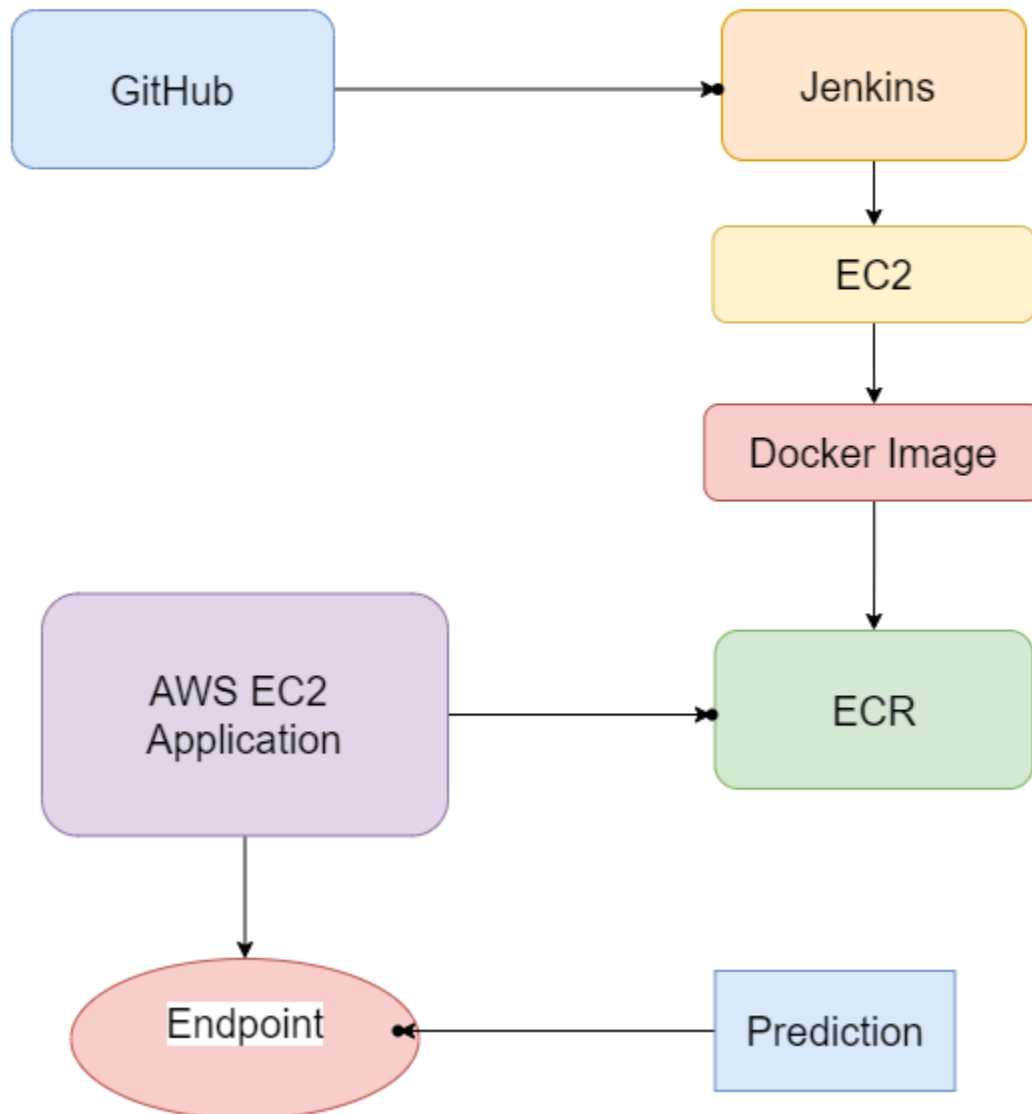 GitHub
Jenkins
EC2
Docker Image
AWS EC2
Application
ECR
Endpoint
Prediction